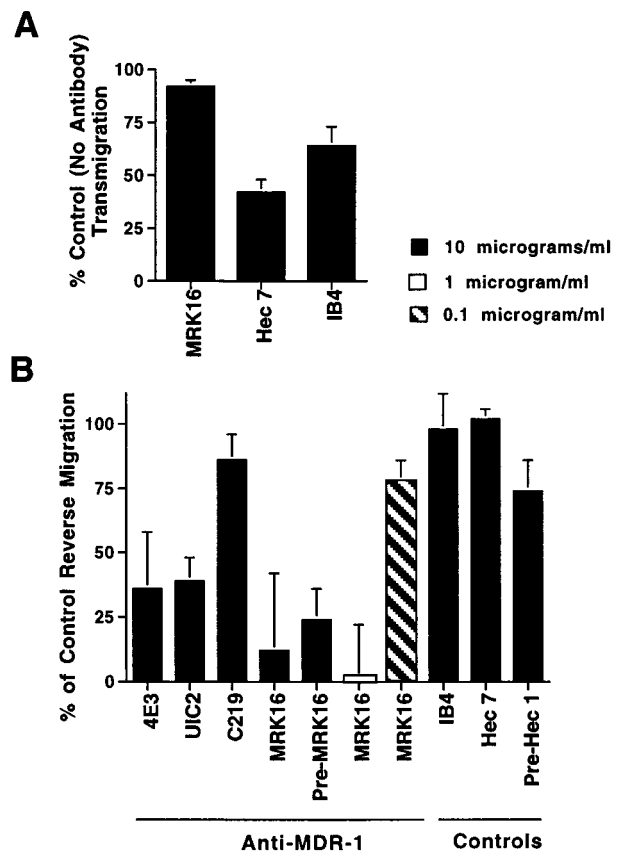 A
% Control (No Antibody)
Transmigration
100
75
50
25
0
MRK16
Hec 7
IB4
10 micrograms/ml
1 microgram/ml
0.1 microgram/ml
B
% of Control Reverse Migration
100
75
50
25
0
4E3
UIC2
C219
MRK16
Pre-MRK16
MRK16
MRK16
IB4
Hec 7
Pre-Hec 1
Anti-MDR-1
Controls